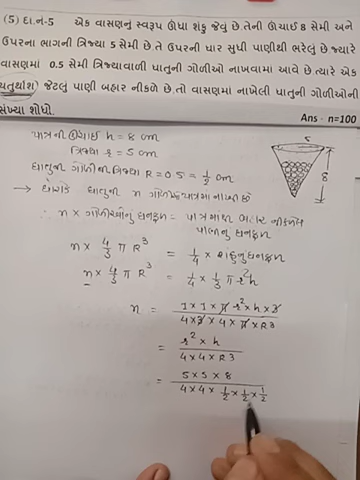 (5) દા.નં-5 એક વાસણનું સ્વરૂપ ઊંધા શંકુ જેવું છે.તેની ઊંચાઈ 8 સેમી અને
ઉપરના ભાગની ત્રિજ્યા 5 સેમી છે તે ઉપરની ધાર સુધી પાણીથી ભરેલું છે જ્યારે
વાસણમાં 0.5 સેમી ત્રિજ્યાવાળી ધાતુની ગોળીઓ નાખવામાં આવે છે ત્યારે એક
ચતુર્થાંશ જેટલું પાણી બહાર નીકળે છે તો વાસણમાં નાખેલી ધાતુની ગોળીઓની
સંખ્યા શોધો.
Ans - n=100
પાત્રની ઊંચાઈ h = 8 cm
ત્રિજ્યા r = 5 cm
ધાતુની ગોળીની ત્રિજ્યા R = 0.5 = 1/2 cm
5
8
→ ધારોકે ધાતુની n ગોળીઓ પાત્રમાં નાખી છે
∴ n × ગોળીઓનું ઘનફળ = પાત્રમાંથી બહાર નીકળેલ
પાણીનું ઘનફળ
n × 4/3 π R³ = 1/4 × શંકુનું ઘનફળ
n × 4/3 π R³ = 1/4 × 1/3 π r²h
n = 1 × 1 × π r² × h × 3 / 4 × 3 × 4 × π × R3
= r² × h / 4 × 4 × R3
= 5 × 5 × 8 / 4 × 4 × 1/2 × 1/2 × 1/2